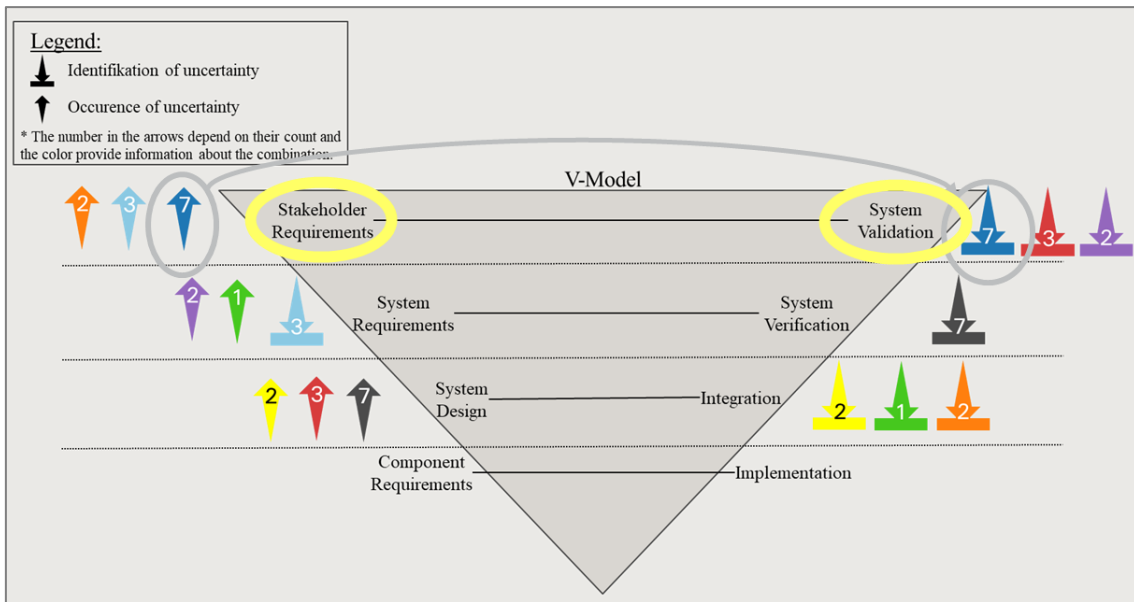 Legend:
Identifikation of uncertainty
Occurence of uncertainty
* The number in the arrows depend on their count and
the color provide information about the combination.
V-Model
2 3 7
Stakeholder
Requirements
System
Validation
7 3 2
2 1 3
System
Requirements
System
Verification
7
2 3 7
System
Design
Integration
2 1 2
Component
Requirements
Implementation